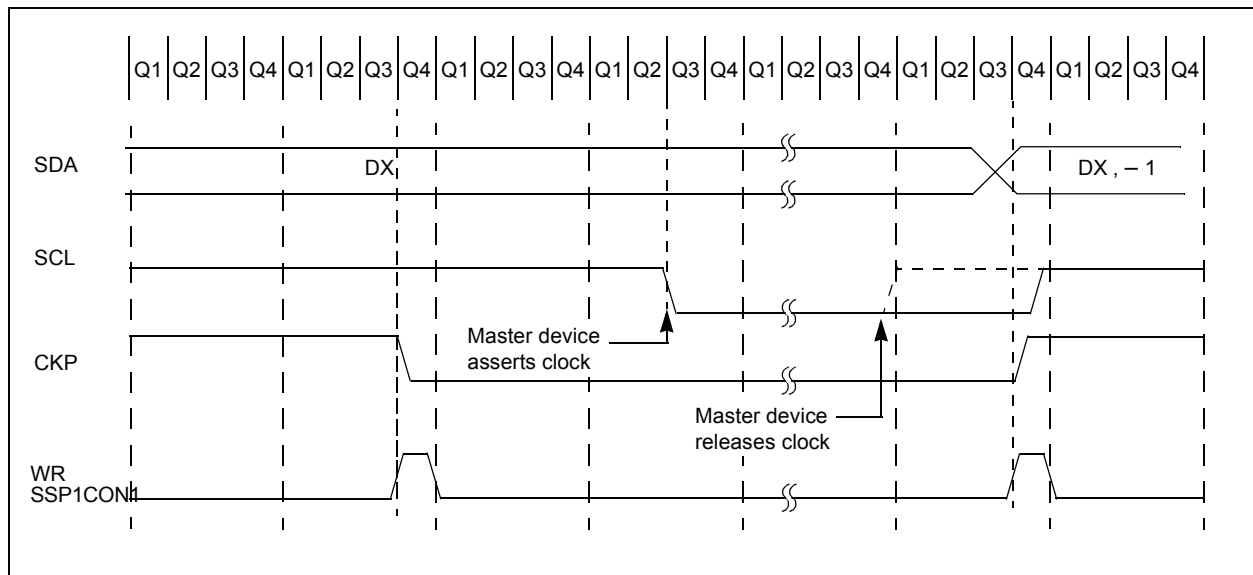 Q1 Q2 Q3 Q4 Q1 Q2 Q3 Q4 Q1 Q2 Q3 Q4 Q1 Q2 Q3 Q4 Q1 Q2 Q3 Q4 Q1 Q2 Q3 Q4 Q1 Q2 Q3 Q4
SDA
DX
DX , – 1
SCL
Master device
asserts clock
CKP
Master device
releases clock
WR
SSP1CON1